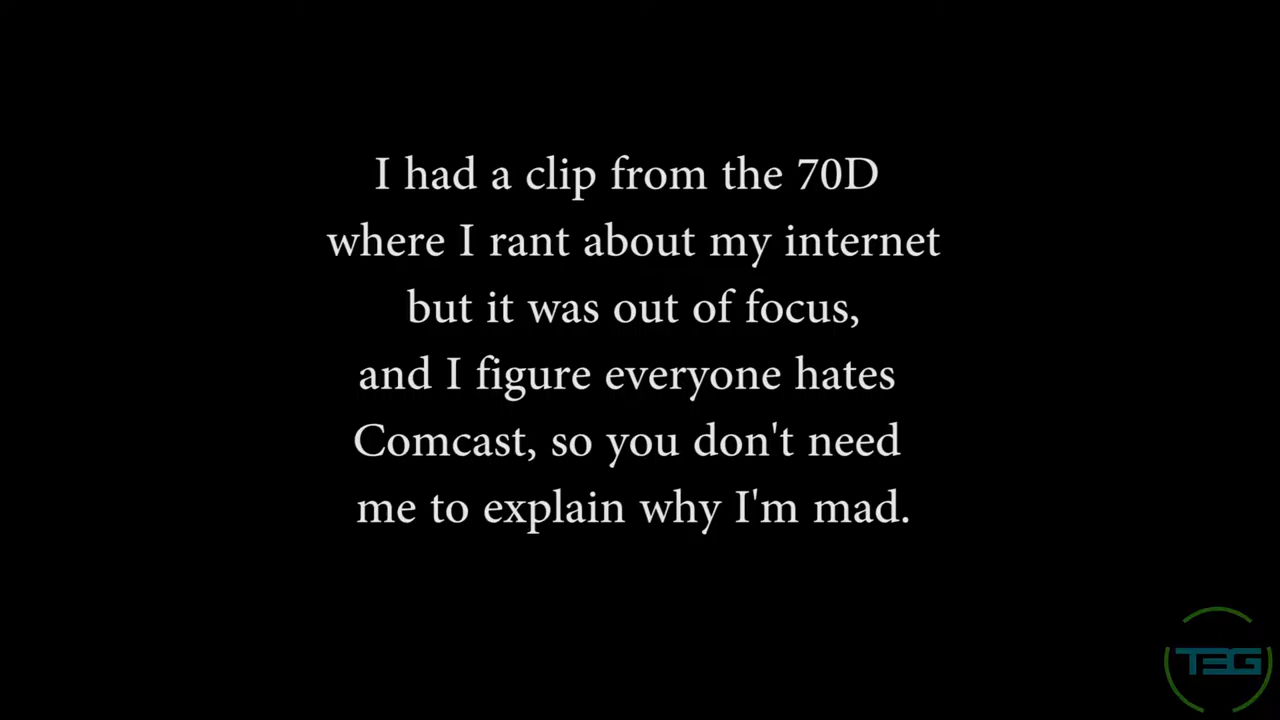 I had a clip from the 70D
where I rant about my internet
but it was out of focus,
and I figure everyone hates
Comcast, so you don't need
me to explain why I'm mad.
TEG